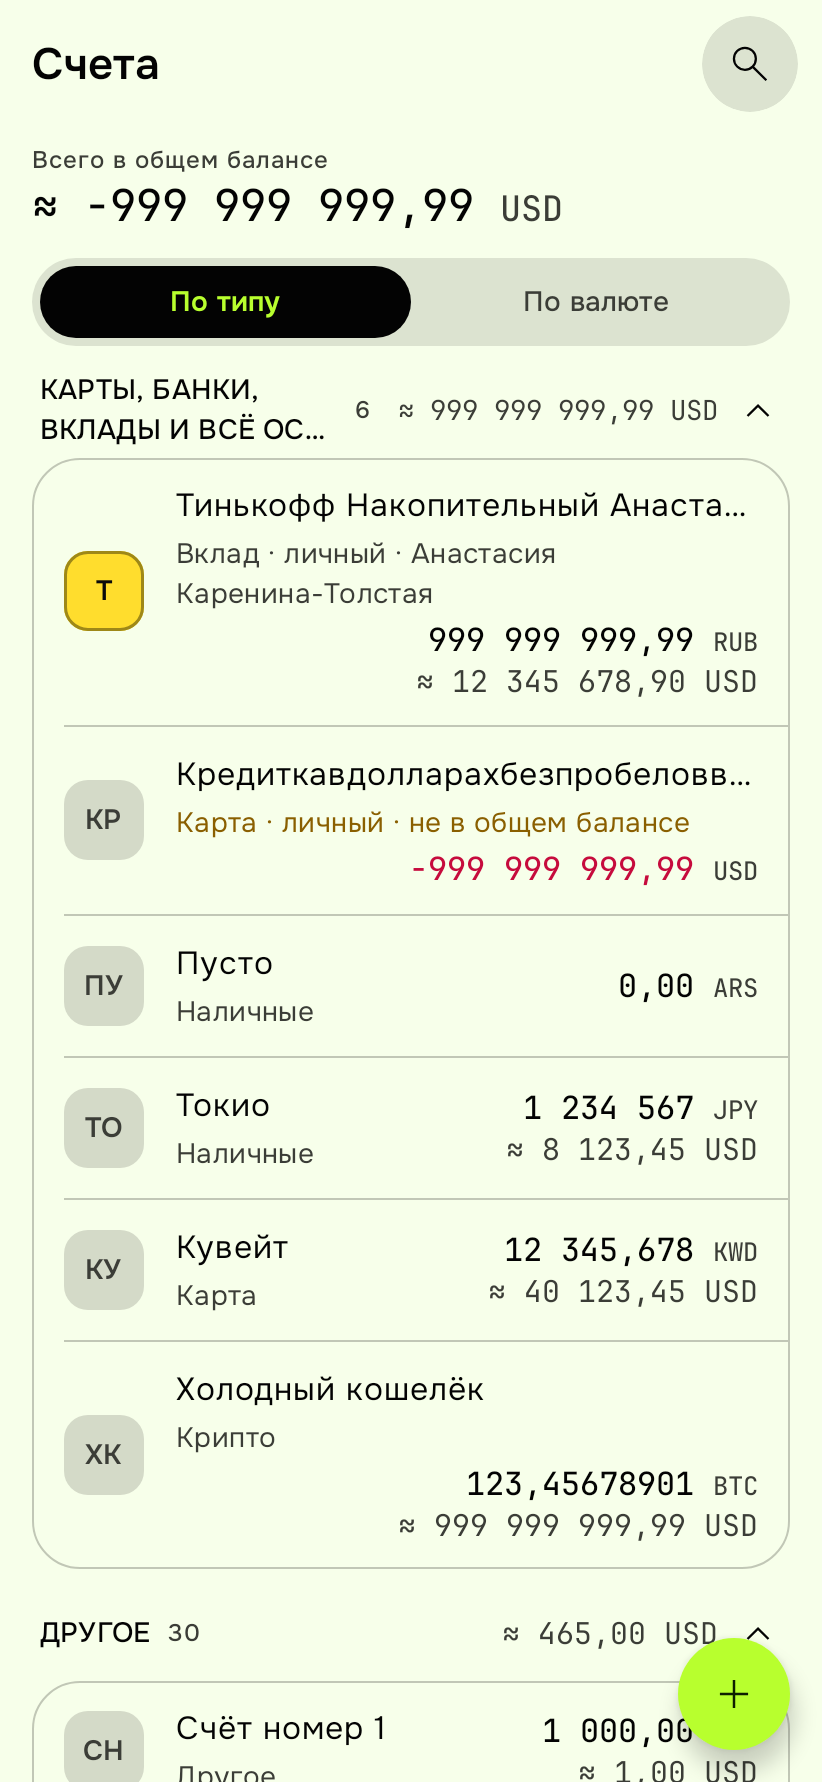 Счета
Всего в общем балансе
≈ -999 999 999,99 USD
По типу
По валюте
КАРТЫ, БАНКИ,
ВКЛАДЫ И ВСЁ ОС...
6 ≈ 999 999 999,99 USD
Тинькофф Накопительный Анаста...
Т
Вклад · личный · Анастасия
Каренина-Толстая
999 999 999,99 RUB
≈ 12 345 678,90 USD
Кредиткавдолларахбезпробеловв...
КР
Карта · личный · не в общем балансе
-999 999 999,99 USD
ПУ
Пусто
Наличные
0,00 ARS
ТО
Токио
Наличные
1 234 567 JPY
≈ 8 123,45 USD
КУ
Кувейт
Карта
12 345,678 KWD
≈ 40 123,45 USD
Холодный кошелёк
Крипто
ХК
123,45678901 BTC
≈ 999 999 999,99 USD
ДРУГОЕ 30
≈ 465,00 USD
СН
Счёт номер 1
1 000,00
Другое
≈ 1,00 USD